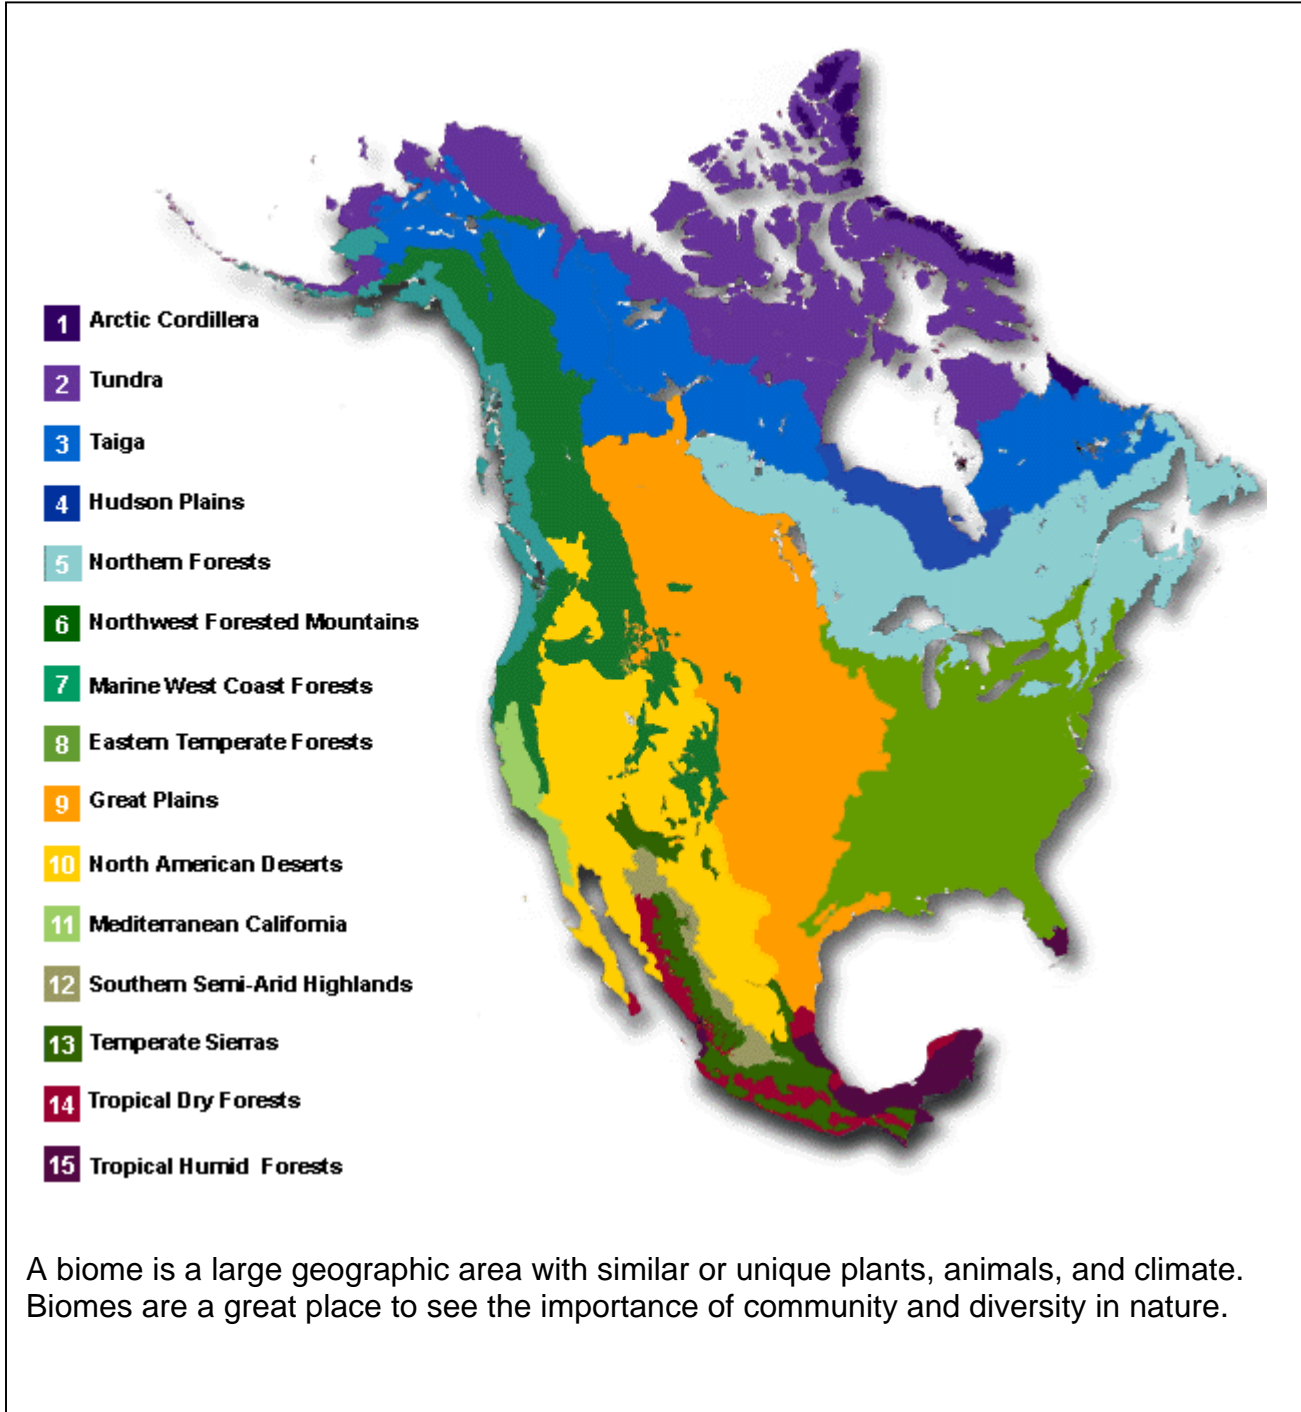 1 Arctic Cordillera
2 Tundra
3 Taiga
4 Hudson Plains
5 Northern Forests
6 Northwest Forested Mountains
7 Marine West Coast Forests
8 Eastern Temperate Forests
9 Great Plains
10 North American Deserts
11 Mediterranean California
12 Southern Semi-Arid Highlands
13 Temperate Sierras
14 Tropical Dry Forests
15 Tropical Humid Forests
A biome is a large geographic area with similar or unique plants, animals, and climate.
Biomes are a great place to see the importance of community and diversity in nature.